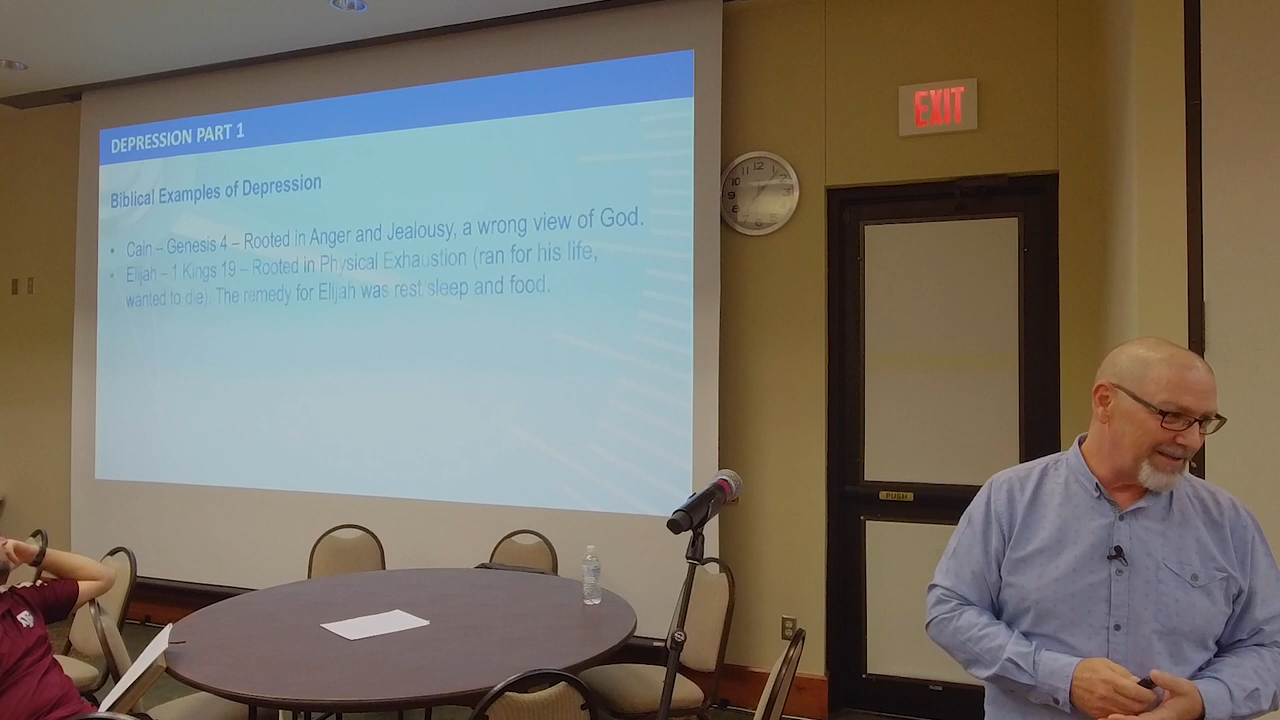 DEPRESSION PART 1
Biblical Examples of Depression
• Cain – Genesis 4 – Rooted in Anger and Jealousy, a wrong view of God.
• Elijah – 1 Kings 19 – Rooted in Physical Exhaustion (ran for his life,
wanted to die). The remedy for Elijah was rest sleep and food.
EXIT
PUSH